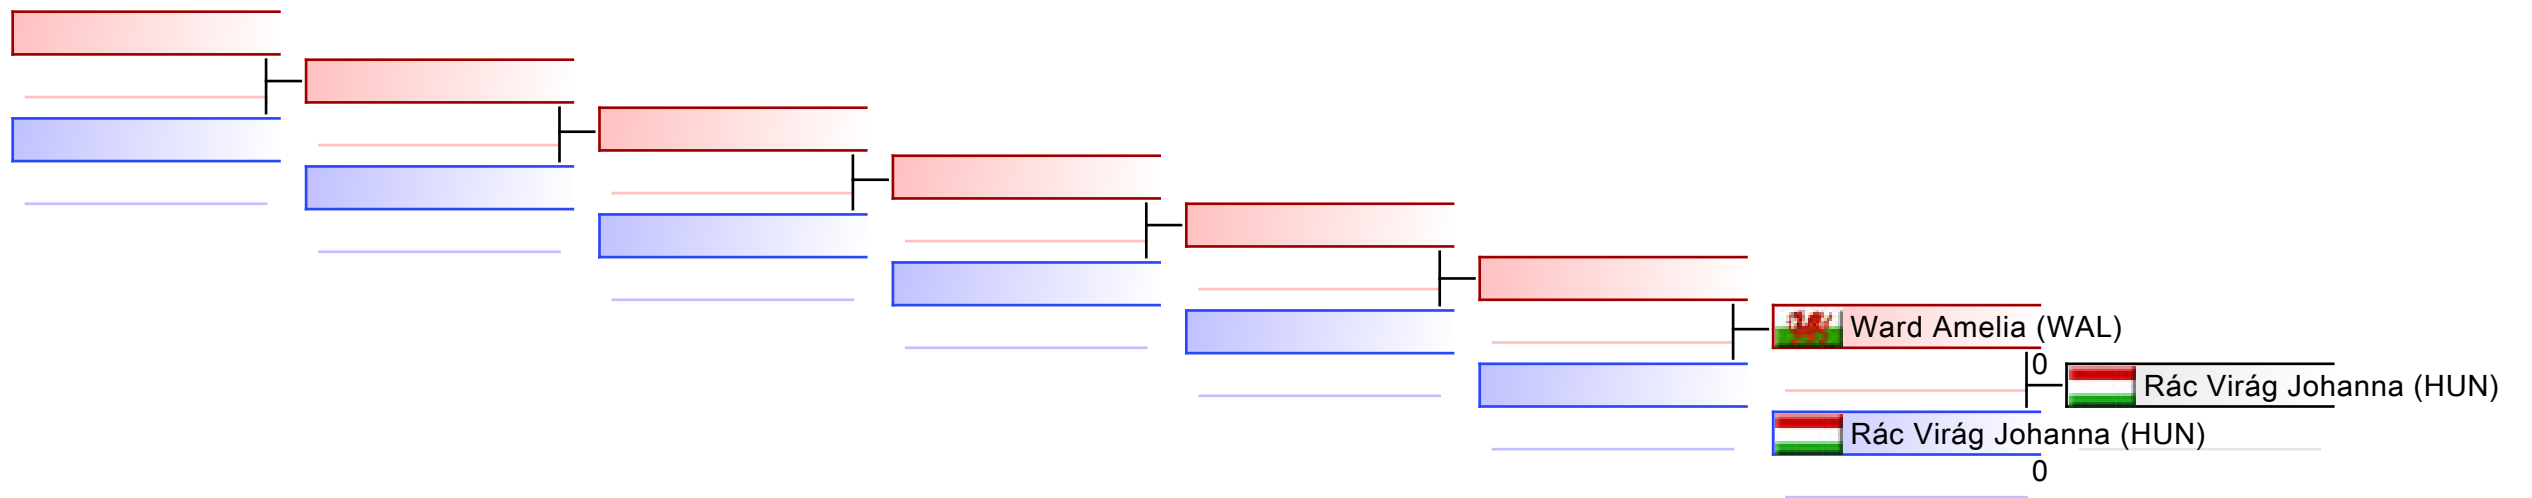 Ward Amelia (WAL)
0
Rác Virág Johanna (HUN)
Rác Virág Johanna (HUN)
0